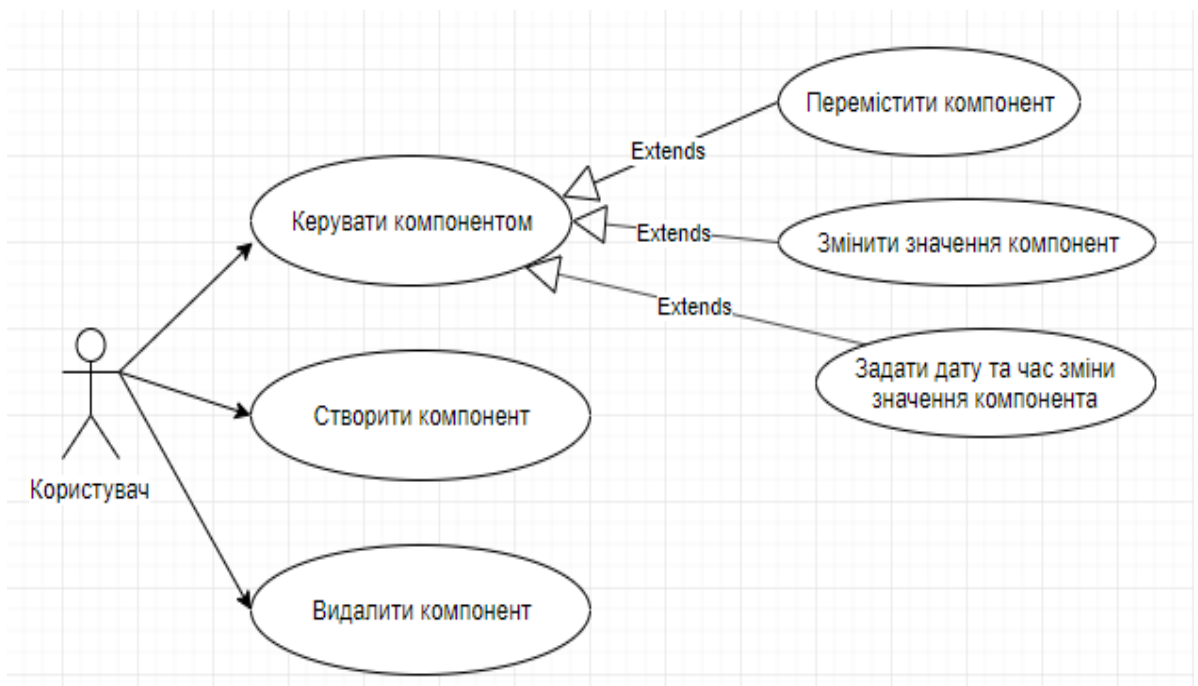 Перемістити компонент
Extends
Керувати компонентом
Extends
Змінити значення компонент
Extends
Задати дату та час зміни
значення компонента
Створити компонент
Користувач
Видалити компонент